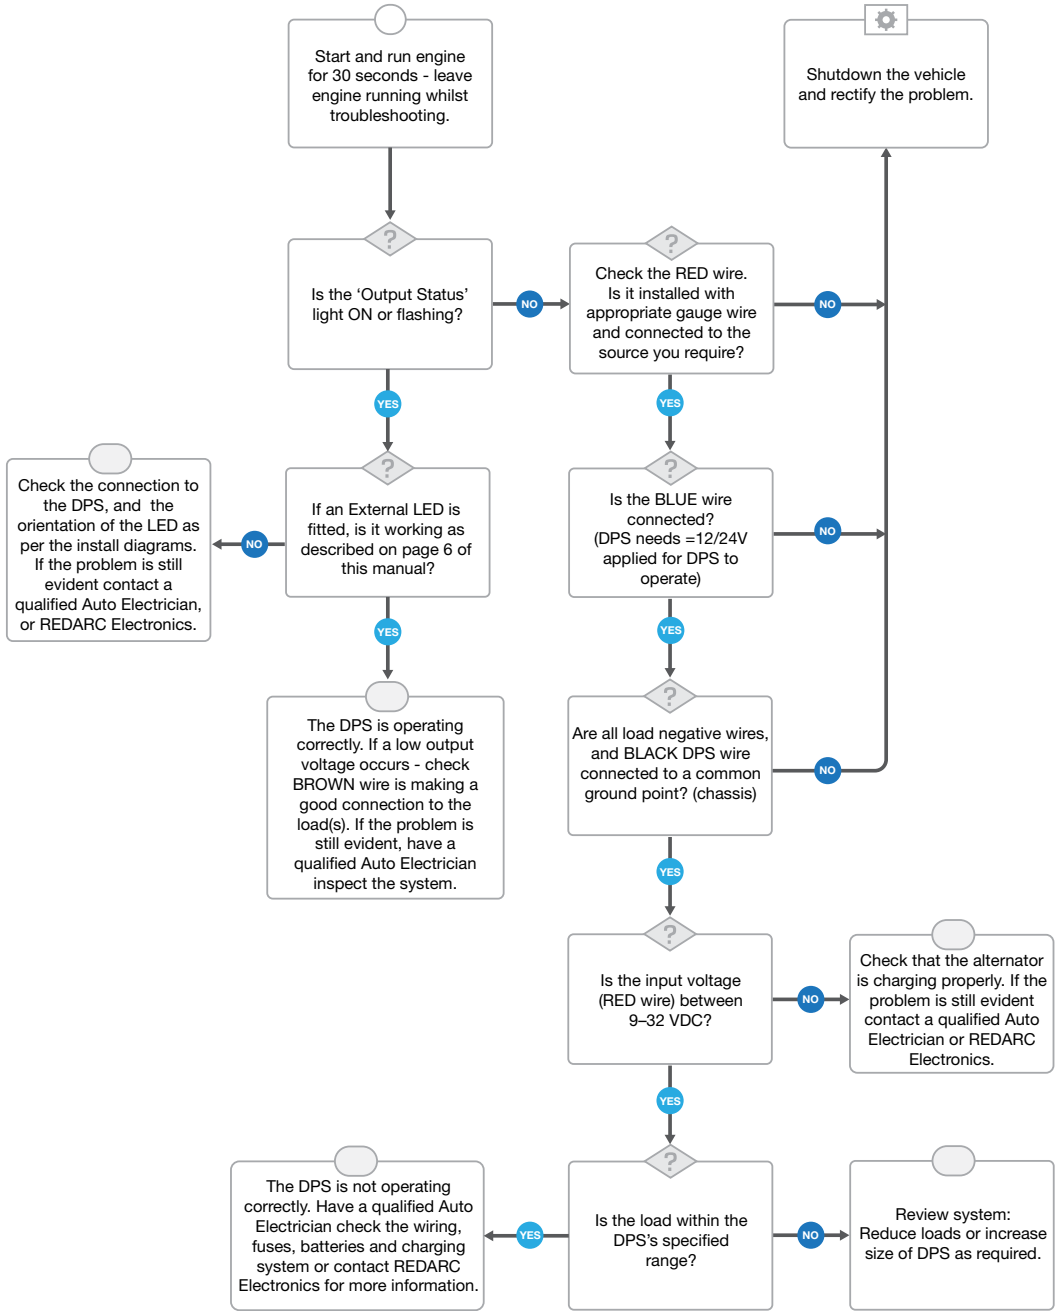 Start and run engine
for 30 seconds - leave
engine running whilst
troubleshooting.
Shutdown the vehicle
and rectify the problem.
?
Is the ‘Output Status’
light ON or flashing?
NO
?
Check the RED wire.
Is it installed with
appropriate gauge wire
and connected to the
source you require?
NO
YES
YES
Check the connection to
the DPS, and the
orientation of the LED as
per the install diagrams.
If the problem is still
evident contact a
qualified Auto Electrician,
or REDARC Electronics.
NO
?
If an External LED is
fitted, is it working as
described on page 6 of
this manual?
?
Is the BLUE wire
connected?
(DPS needs =12/24V
applied for DPS to
operate)
NO
YES
YES
The DPS is operating
correctly. If a low output
voltage occurs - check
BROWN wire is making a
good connection to the
load(s). If the problem is
still evident, have a
qualified Auto Electrician
inspect the system.
?
Are all load negative wires,
and BLACK DPS wire
connected to a common
ground point? (chassis)
NO
YES
?
Is the input voltage
(RED wire) between
9–32 VDC?
NO
Check that the alternator
is charging properly. If the
problem is still evident
contact a qualified Auto
Electrician or REDARC
Electronics.
YES
The DPS is not operating
correctly. Have a qualified Auto
Electrician check the wiring,
fuses, batteries and charging
system or contact REDARC
Electronics for more information.
YES
?
Is the load within the
DPS’s specified
range?
NO
Review system:
Reduce loads or increase
size of DPS as required.